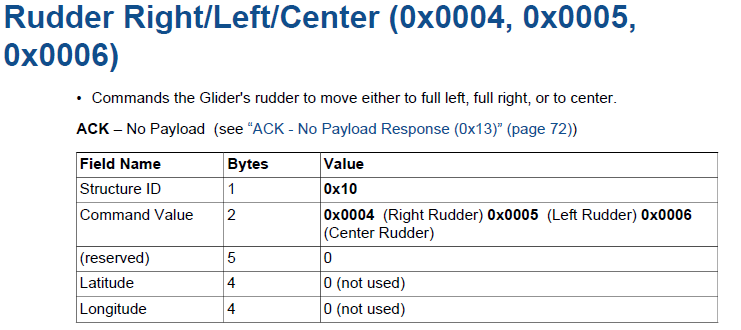 Rudder Right/Left/Center (0x0004, 0x0005,
0x0006)
• Commands the Glider's rudder to move either to full left, full right, or to center.
ACK – No Payload (see “ACK - No Payload Response (0x13)” (page 72))
Field Name Bytes Value
Structure ID 1 0x10
Command Value 2 0x0004 (Right Rudder) 0x0005 (Left Rudder) 0x0006
(Center Rudder)
(reserved) 5 0
Latitude 4 0 (not used)
Longitude 4 0 (not used)